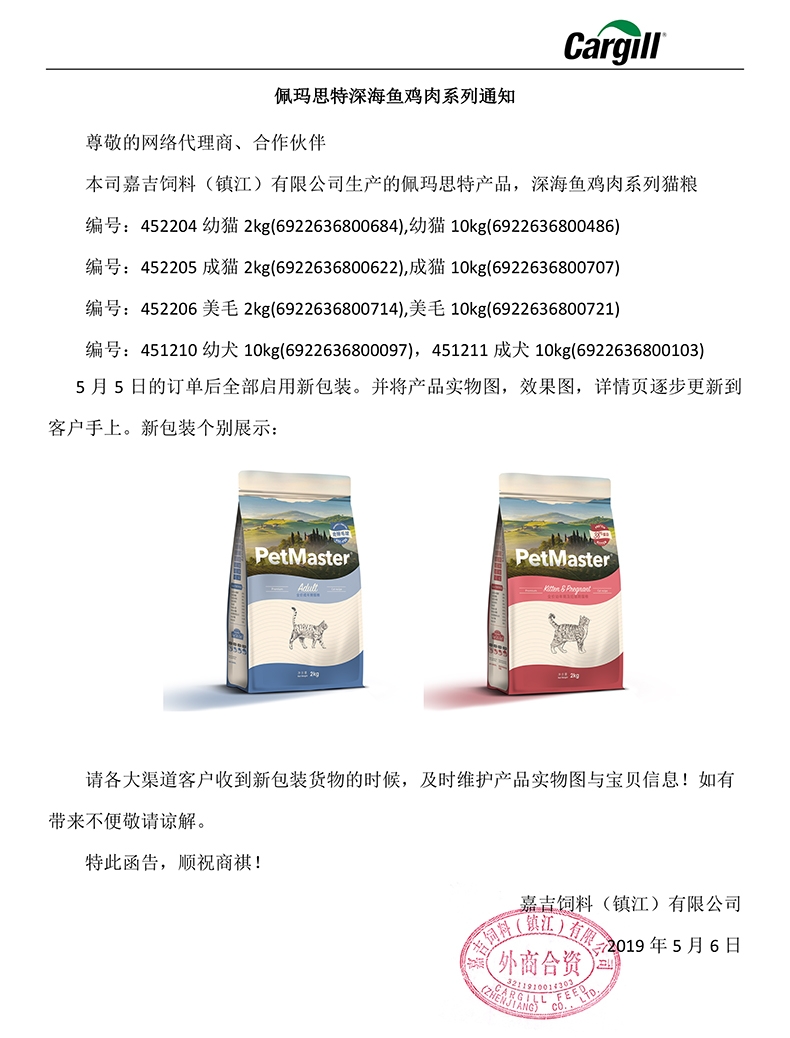 Cargill®
佩玛思特深海鱼鸡肉系列通知
尊敬的网络代理商、合作伙伴
本司嘉吉饲料（镇江）有限公司生产的佩玛思特产品，深海鱼鸡肉系列猫粮
编号：452204 幼猫 2kg(6922636800684),幼猫 10kg(6922636800486)
编号：452205 成猫 2kg(6922636800622),成猫 10kg(6922636800707)
编号：452206 美毛 2kg(6922636800714),美毛 10kg(6922636800721)
编号：451210 幼犬 10kg(6922636800097)，451211 成犬 10kg(6922636800103)
5 月 5 日的订单后全部启用新包装。并将产品实物图，效果图，详情页逐步更新到
客户手上。新包装个别展示：
PetMaster
Adult
2kg
PetMaster
Kitten & Pregnant
2kg
请各大渠道客户收到新包装货物的时候，及时维护产品实物图与宝贝信息！如有
带来不便敬请谅解。
特此函告，顺祝商祺！
嘉吉饲料（镇江）有限公司
2019 年 5 月 6 日
嘉吉饲料(镇江)有限公司
外商合资
3211910014303
CARGILL FEED
(ZHENJIANG) CO., LTD.